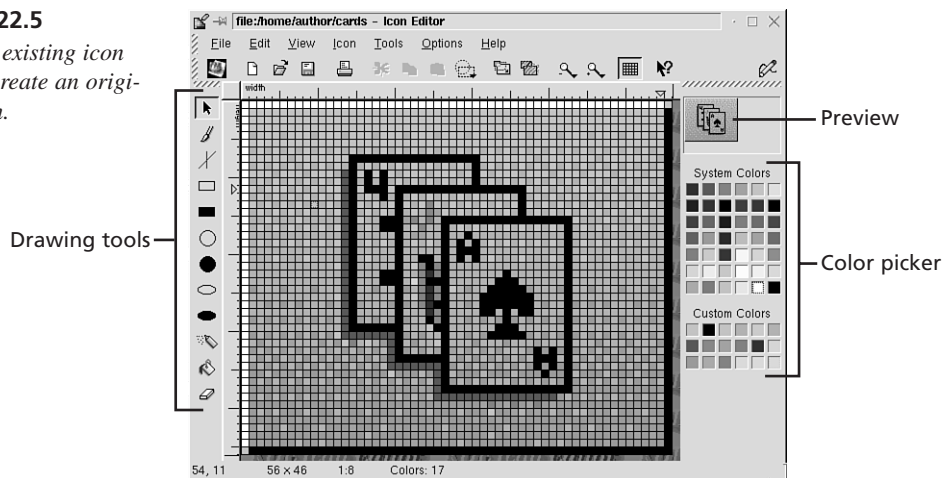 22.5
existing icon
reate an origi-
n.
file:/home/author/cards – Icon Editor
File Edit View Icon Tools Options Help
width
height
Preview
System Colors
Drawing tools
Color picker
Custom Colors
4
A
A
54, 11 56 × 46 1:8 Colors: 17